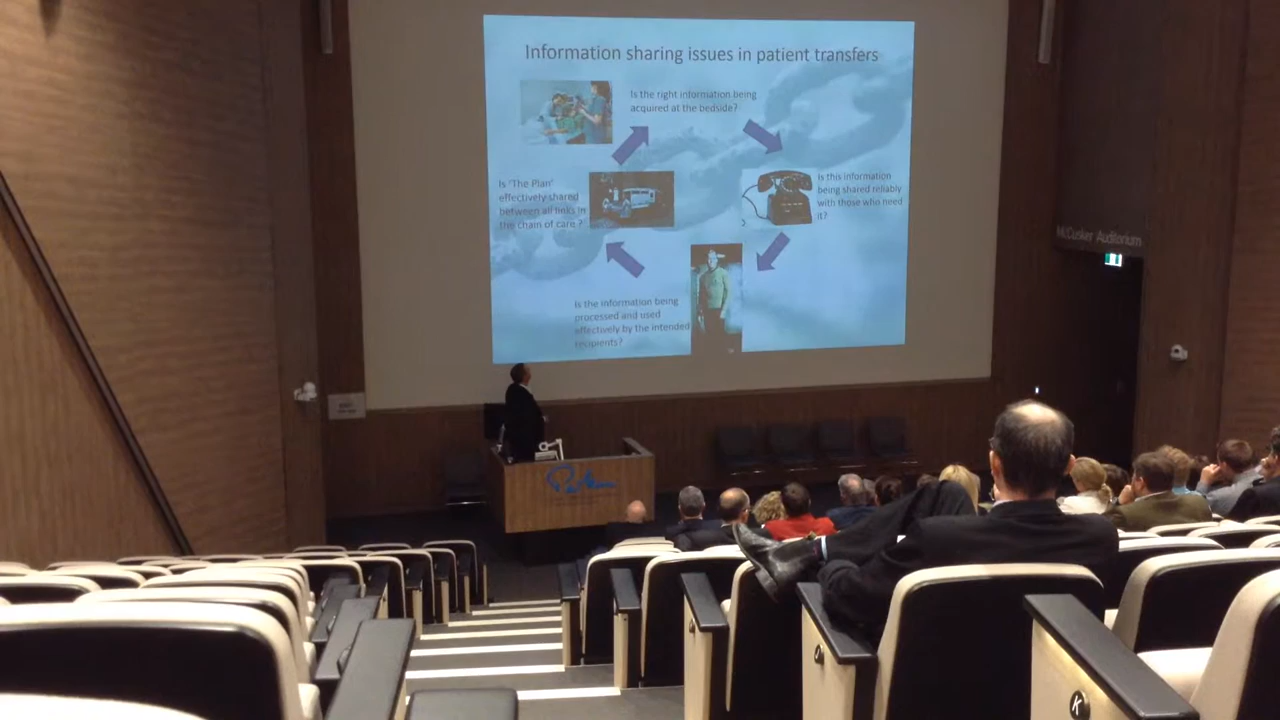 Information sharing issues in patient transfers
Is the right information being
acquired at the bedside?
Is 'The Plan'
effectively shared
between all links in
the chain of care ?
Is this information
being shared reliably
with those who need
it?
Is the information being
processed and used
effectively by the intended
recipients?
McCusker Auditorium
K